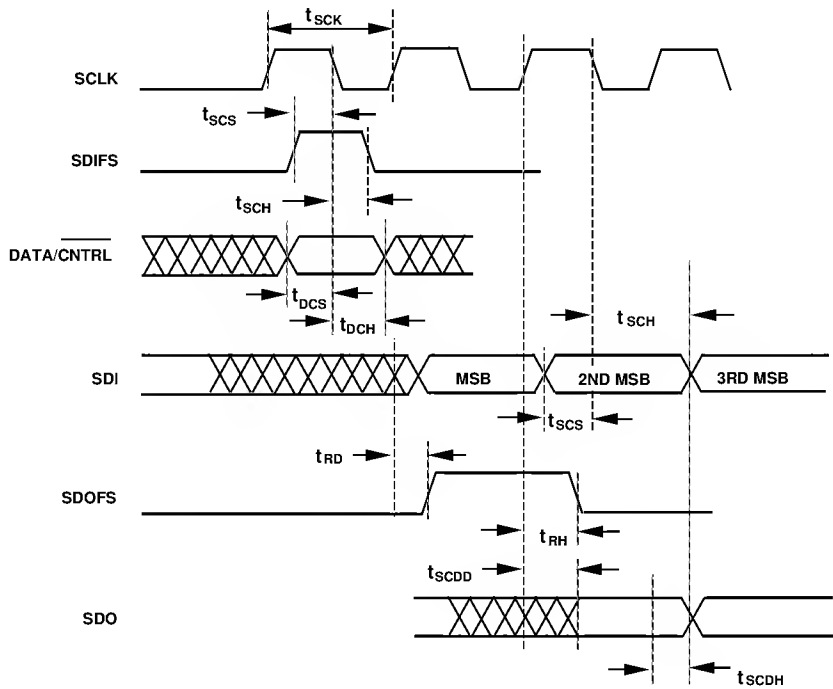 tSCK
SCLK
tSCS
SDIFS
tSCH
DATA/CNTRL
tDCS
tDCH
tSCH
SDI
MSB
2ND MSB
3RD MSB
tSCS
tRD
SDOFS
tRH
tSCDD
SDO
tSCDH